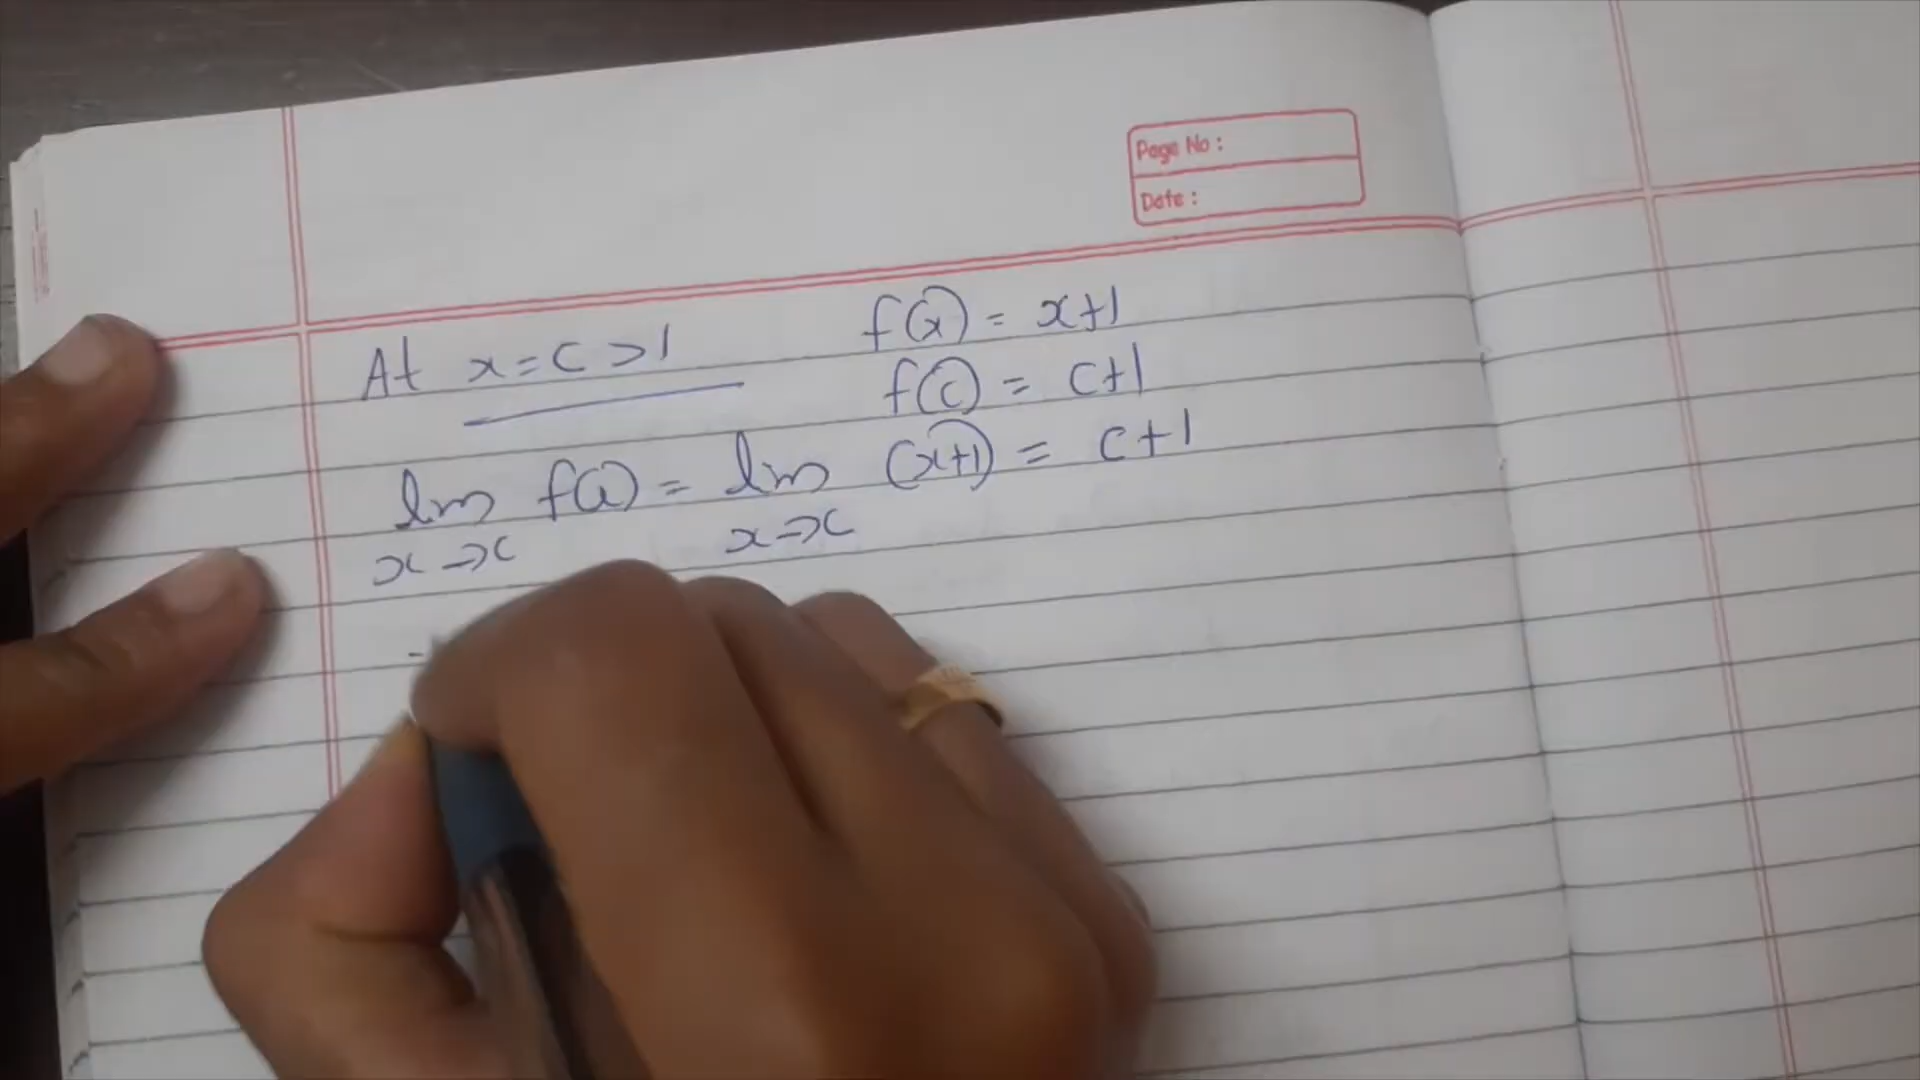 Page No :
Date :
At x = c > 1 f(x) = x+1
f(c) = c+1
lim f(x) = lim (x+1) = c+1
x→c x→c